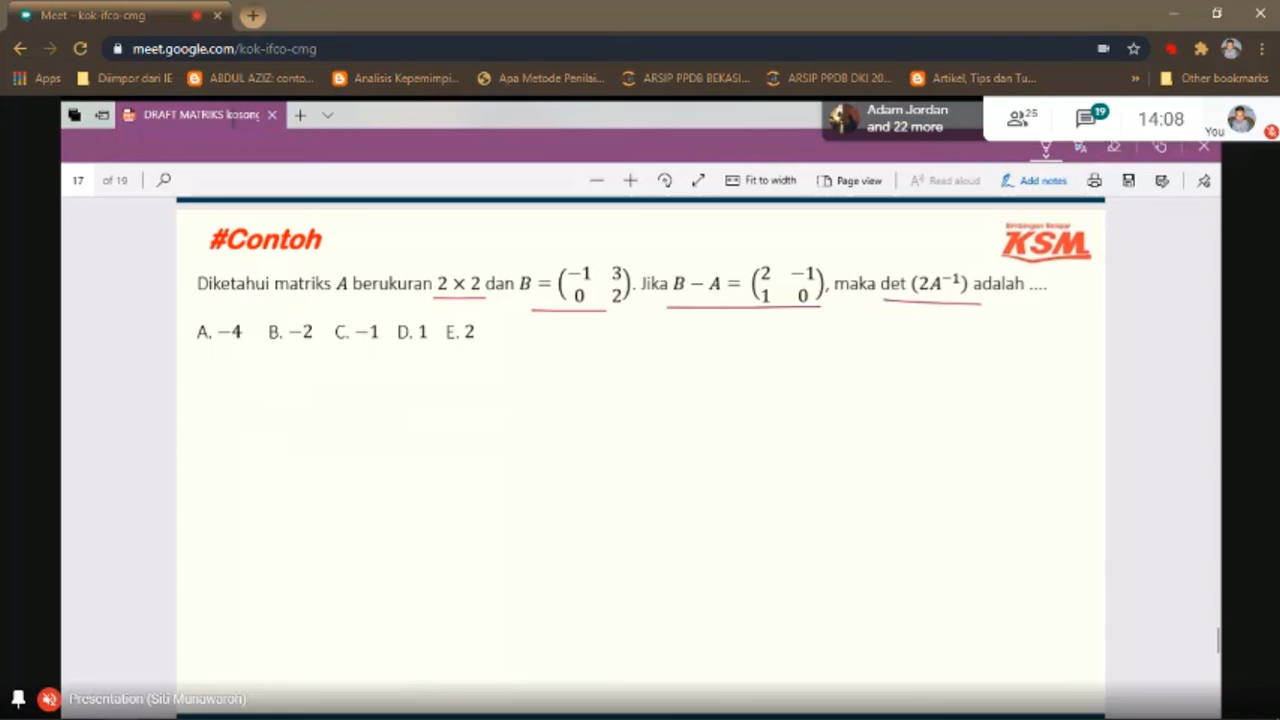 Meet – kok-ifco-cmg
meet.google.com/kok-ifco-cmg
Apps Diimpor dari IE ABDUL AZIZ: conto... Analisis Kepemimpi... Apa Metode Penilai... ARSIP PPDB BEKASI... ARSIP PPDB DKI 20... Artikel, Tips dan Tu... » Other bookmarks
DRAFT MATRIKS kosong
Adam Jordan
and 22 more
25
19
14:08
You
17 of 19 Fit to width Page view Read aloud Add notes
#Contoh
Bimbingan Belajar
KSM
Diketahui matriks A berukuran 2 × 2 dan B = (−1 3 0 2). Jika B − A = (2 −1 1 0), maka det (2A⁻¹) adalah ....
A. −4 B. −2 C. −1 D. 1 E. 2
Presentation (Siti Munawaroh)